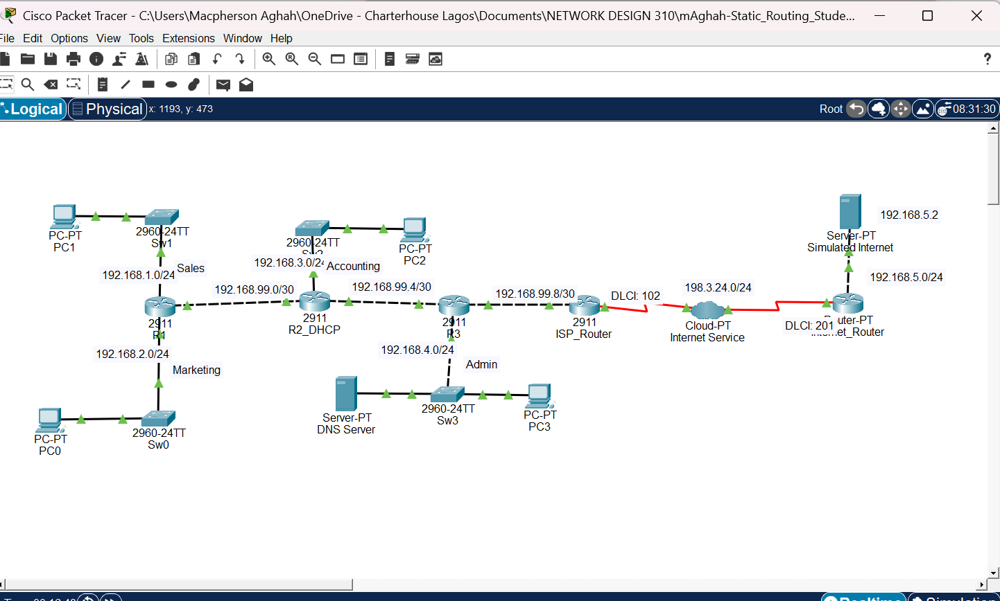 Cisco Packet Tracer - C:\Users\Macpherson Aghah\OneDrive - Charterhouse Lagos\Documents\NETWORK DESIGN 310\mAghah-Static_Routing_Stude...
File Edit Options View Tools Extensions Window Help
?
Logical Physical x: 1193, y: 473
Root 08:31:30
PC-PT
PC1
2960-24TT
Sw1
192.168.1.0/24
Sales
2911
R1
192.168.2.0/24
Marketing
PC-PT
PC0
2960-24TT
Sw0
192.168.99.0/30
2960-24TT
PC-PT
PC2
192.168.3.0/24
Accounting
2911
R2_DHCP
192.168.99.4/30
2911
R3
192.168.4.0/24
Admin
Server-PT
DNS Server
2960-24TT
Sw3
PC-PT
PC3
192.168.99.8/30
2911
ISP_Router
DLCI: 102
198.3.24.0/24
Cloud-PT
Internet Service
DLCI: 201
Router-PT
Internet_Router
192.168.5.0/24
Server-PT
Simulated Internet
192.168.5.2
Realtime Simulation